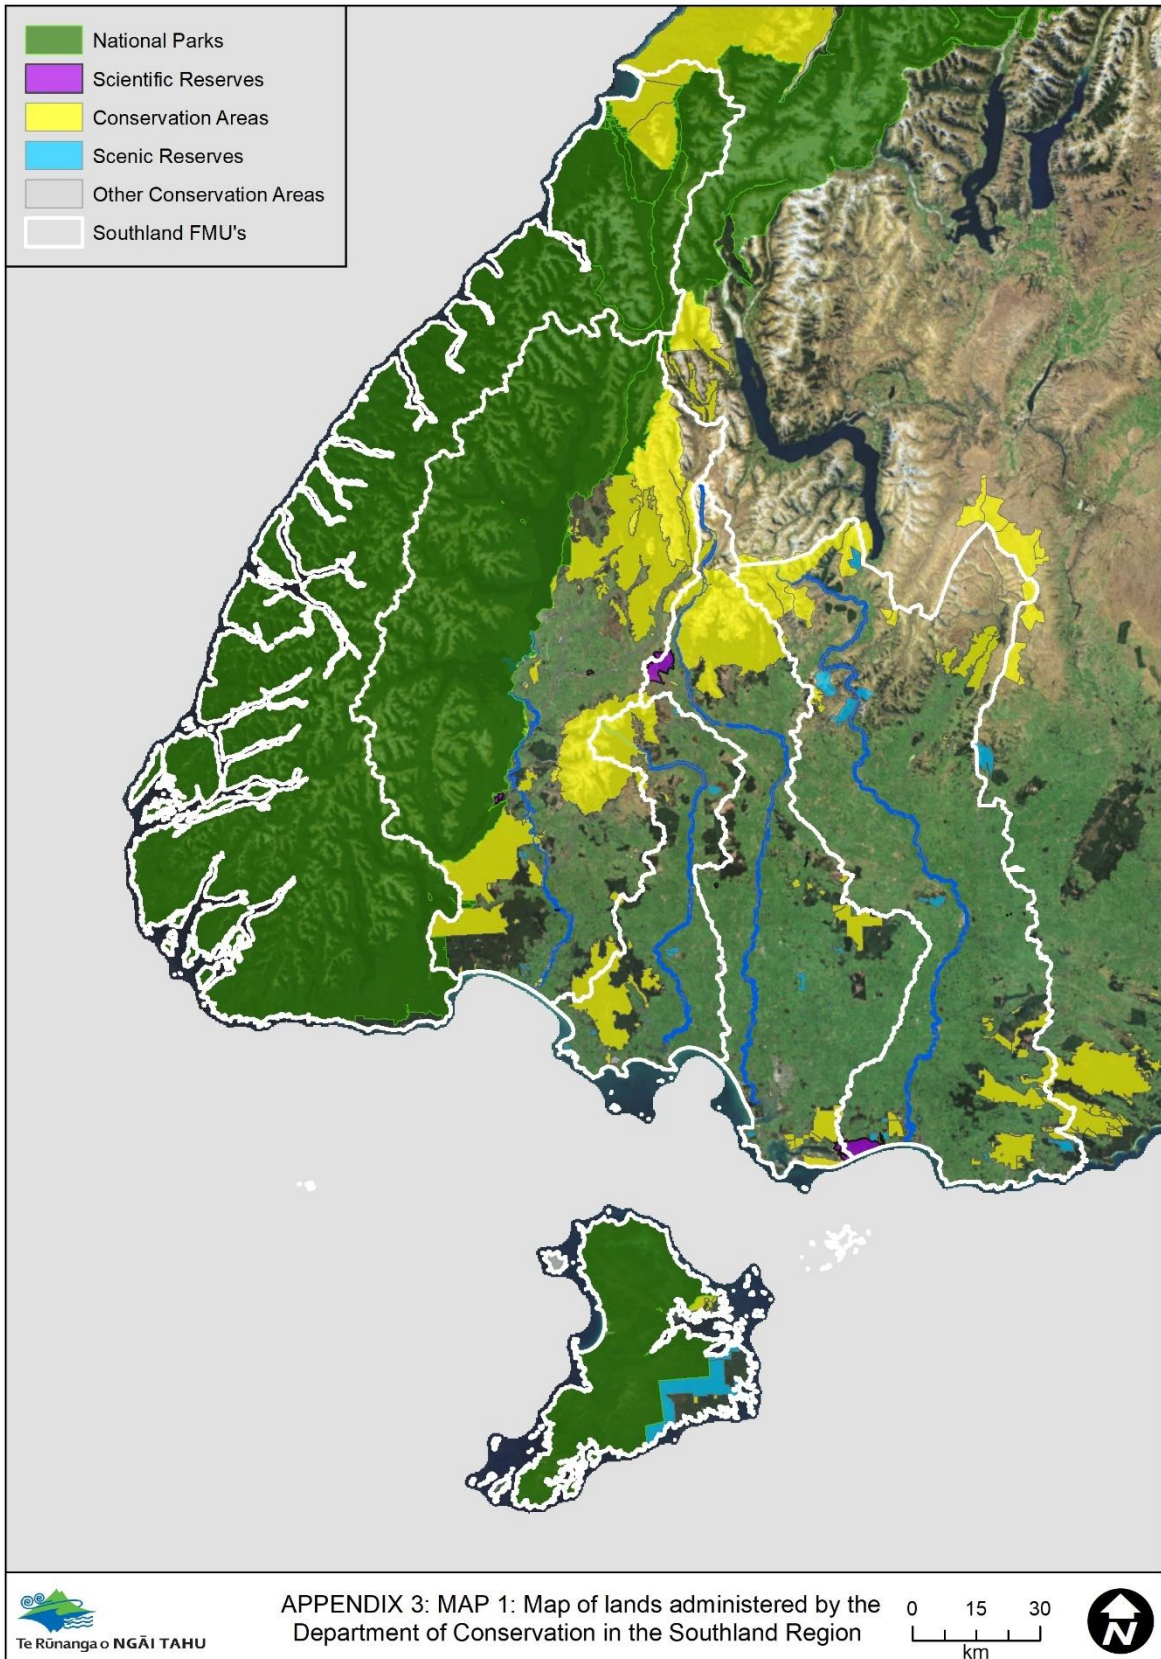 National Parks
Scientific Reserves
Conservation Areas
Scenic Reserves
Other Conservation Areas
Southland FMU's
Te Rūnanga o NGĀI TAHU
APPENDIX 3: MAP 1: Map of lands administered by the
Department of Conservation in the Southland Region
0 15 30
km
N